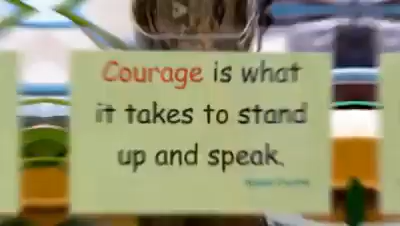 Courage is what
it takes to stand
up and speak.